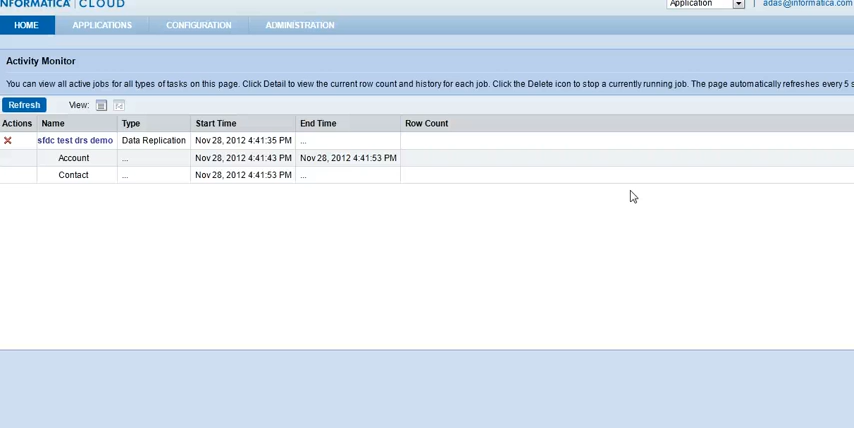 NFORMATICA | CLOUD
Application | adas@informatica.com
HOME APPLICATIONS CONFIGURATION ADMINISTRATION
Activity Monitor
You can view all active jobs for all types of tasks on this page. Click Detail to view the current row count and history for each job. Click the Delete icon to stop a currently running job. The page automatically refreshes every 5 s
Refresh View:
Actions Name Type Start Time End Time Row Count
sfdc test drs demo Data Replication Nov 28, 2012 4:41:35 PM ...
Account ... Nov 28, 2012 4:41:43 PM Nov 28, 2012 4:41:53 PM
Contact ... Nov 28, 2012 4:41:53 PM ...